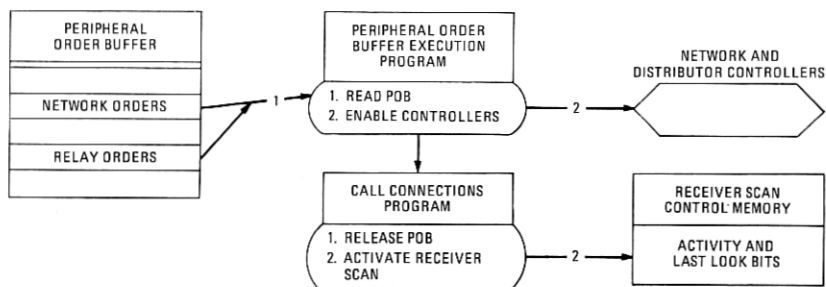 PERIPHERAL
ORDER BUFFER
NETWORK ORDERS
RELAY ORDERS
1
PERIPHERAL ORDER
BUFFER EXECUTION
PROGRAM
1. READ POB
2. ENABLE CONTROLLERS
2
NETWORK AND
DISTRIBUTOR CONTROLLERS
CALL CONNECTIONS
PROGRAM
1. RELEASE POB
2. ACTIVATE RECEIVER
SCAN
2
RECEIVER SCAN
CONTROL MEMORY
ACTIVITY AND
LAST LOOK BITS